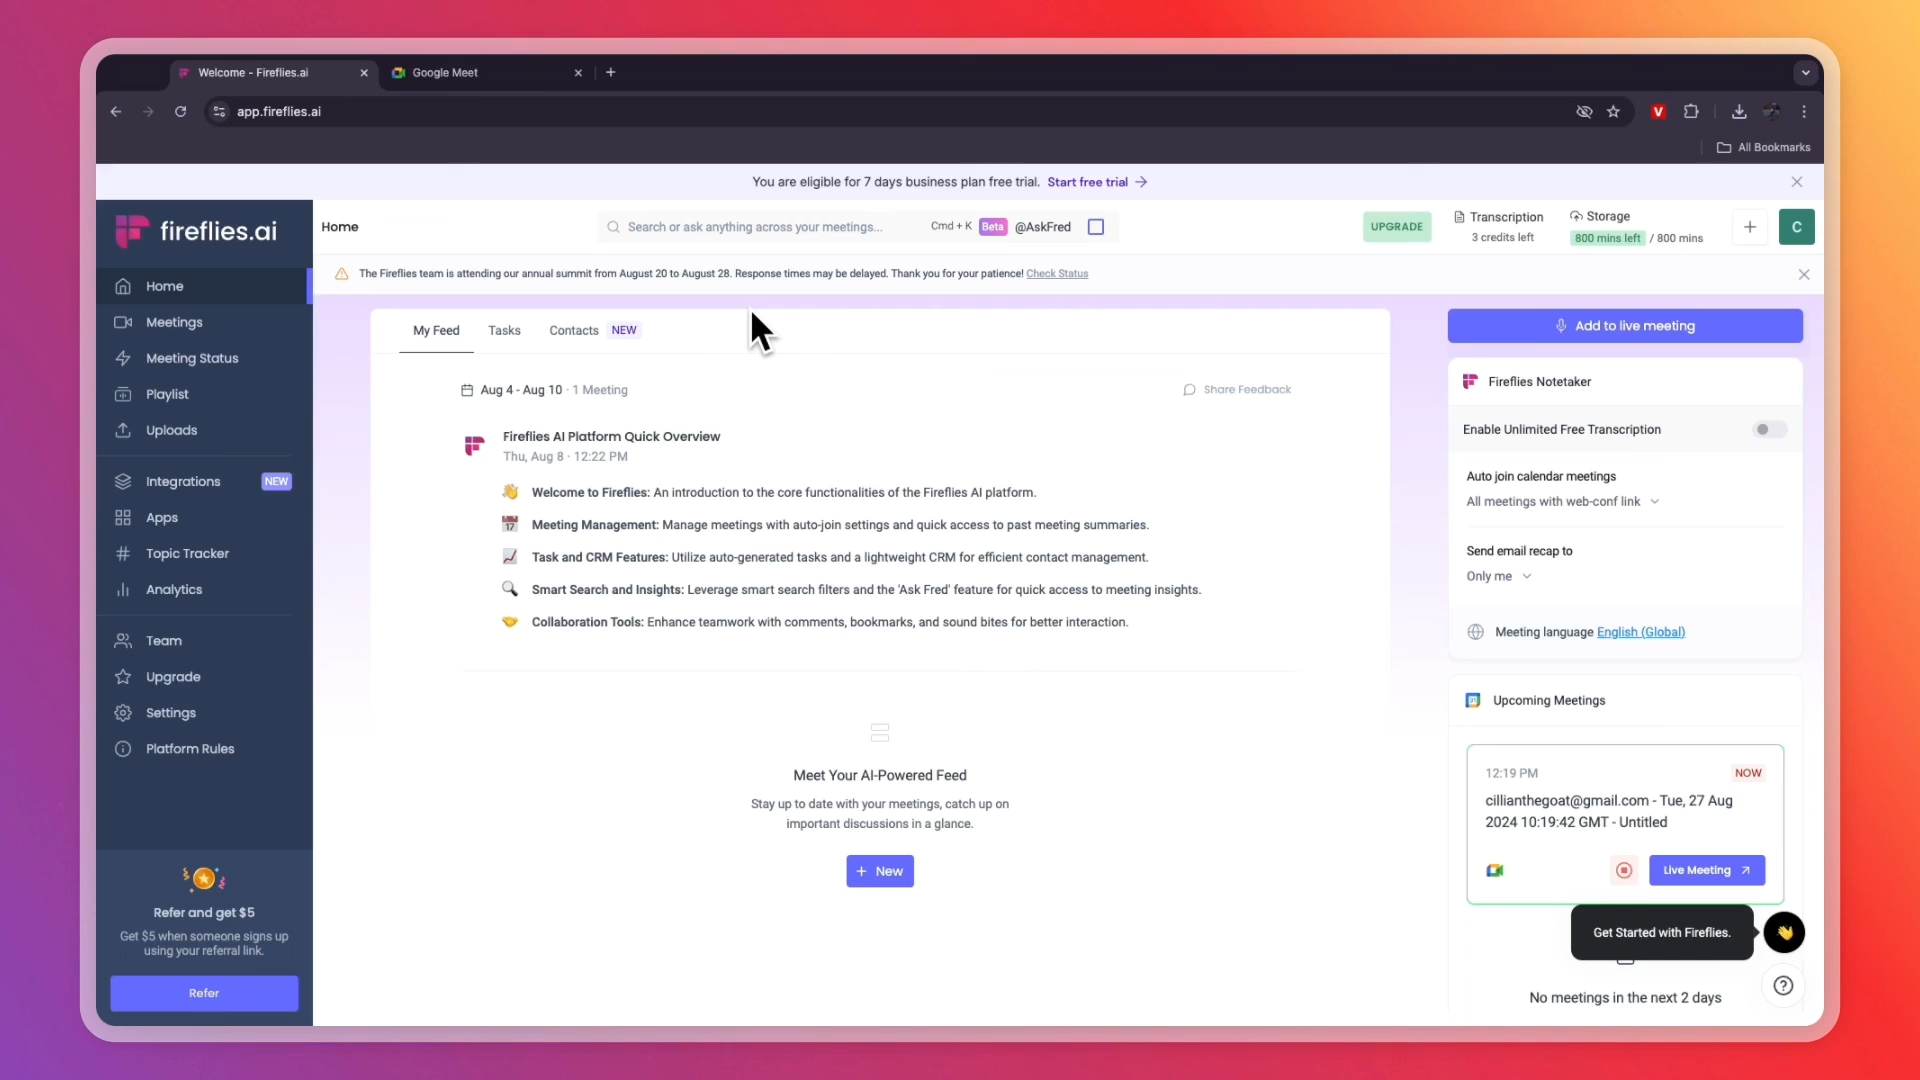 Welcome - Fireflies.ai
Google Meet
app.fireflies.ai
All Bookmarks
You are eligible for 7 days business plan free trial. Start free trial →
fireflies.ai
Home
Search or ask anything across your meetings...
Cmd + K
Beta
@AskFred
UPGRADE
Transcription
3 credits left
Storage
800 mins left / 800 mins
C
The Fireflies team is attending our annual summit from August 20 to August 28. Response times may be delayed. Thank you for your patience! Check Status
Home
Meetings
Meeting Status
Playlist
Uploads
Integrations NEW
Apps
Topic Tracker
Analytics
Team
Upgrade
Settings
Platform Rules
Refer and get $5
Get $5 when someone signs up
using your referral link.
Refer
My Feed
Tasks
Contacts NEW
Aug 4 - Aug 10 · 1 Meeting
Share Feedback
Fireflies AI Platform Quick Overview
Thu, Aug 8 · 12:22 PM
Welcome to Fireflies: An introduction to the core functionalities of the Fireflies AI platform.
Meeting Management: Manage meetings with auto-join settings and quick access to past meeting summaries.
Task and CRM Features: Utilize auto-generated tasks and a lightweight CRM for efficient contact management.
Smart Search and Insights: Leverage smart search filters and the 'Ask Fred' feature for quick access to meeting insights.
Collaboration Tools: Enhance teamwork with comments, bookmarks, and sound bites for better interaction.
Meet Your AI-Powered Feed
Stay up to date with your meetings, catch up on
important discussions in a glance.
+ New
Add to live meeting
Fireflies Notetaker
Enable Unlimited Free Transcription
Auto join calendar meetings
All meetings with web-conf link
Send email recap to
Only me
Meeting language English (Global)
Upcoming Meetings
12:19 PM
NOW
cillianthegoat@gmail.com - Tue, 27 Aug
2024 10:19:42 GMT - Untitled
Live Meeting
Get Started with Fireflies.
No meetings in the next 2 days